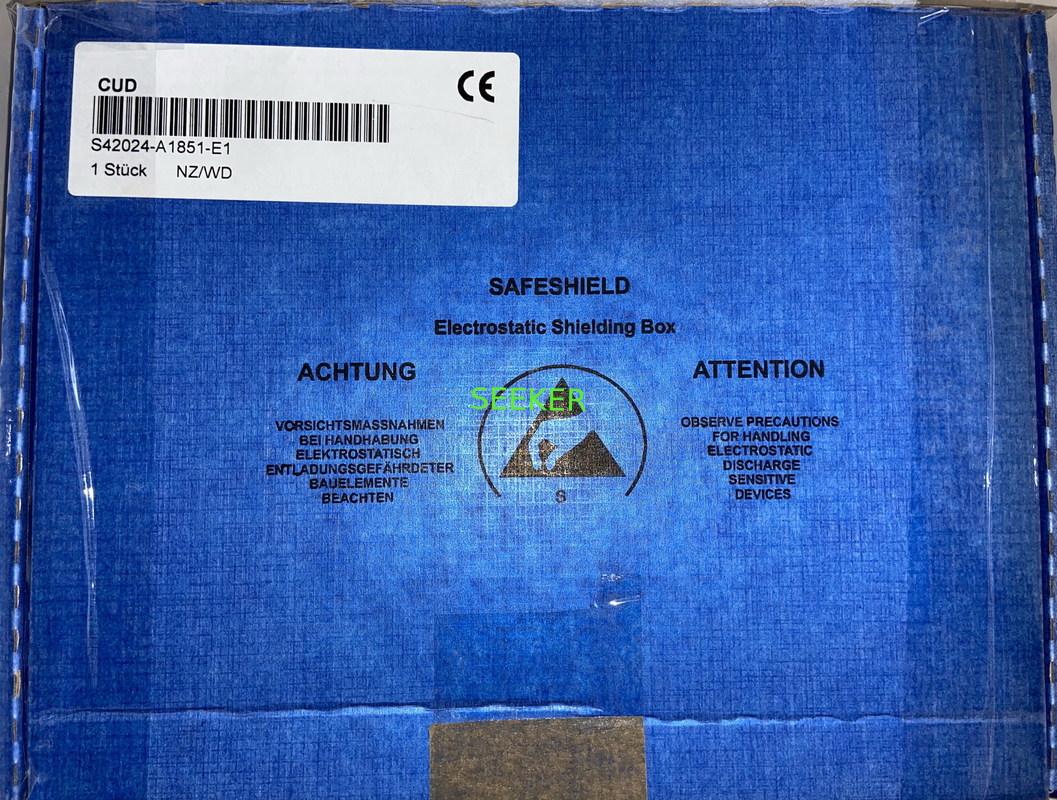 CUD
CE
S42024-A1851-E1
1 Stück NZ/WD
SAFESHIELD
Electrostatic Shielding Box
ACHTUNG
VORSICHTSMASSNAHMEN
BEI HANDHABUNG
ELEKTROSTATISCH
ENTLADUNGSGEFÄHRDETER
BAUELEMENTE
BEACHTEN
SEEKER
S
ATTENTION
OBSERVE PRECAUTIONS
FOR HANDLING
ELECTROSTATIC
DISCHARGE
SENSITIVE
DEVICES